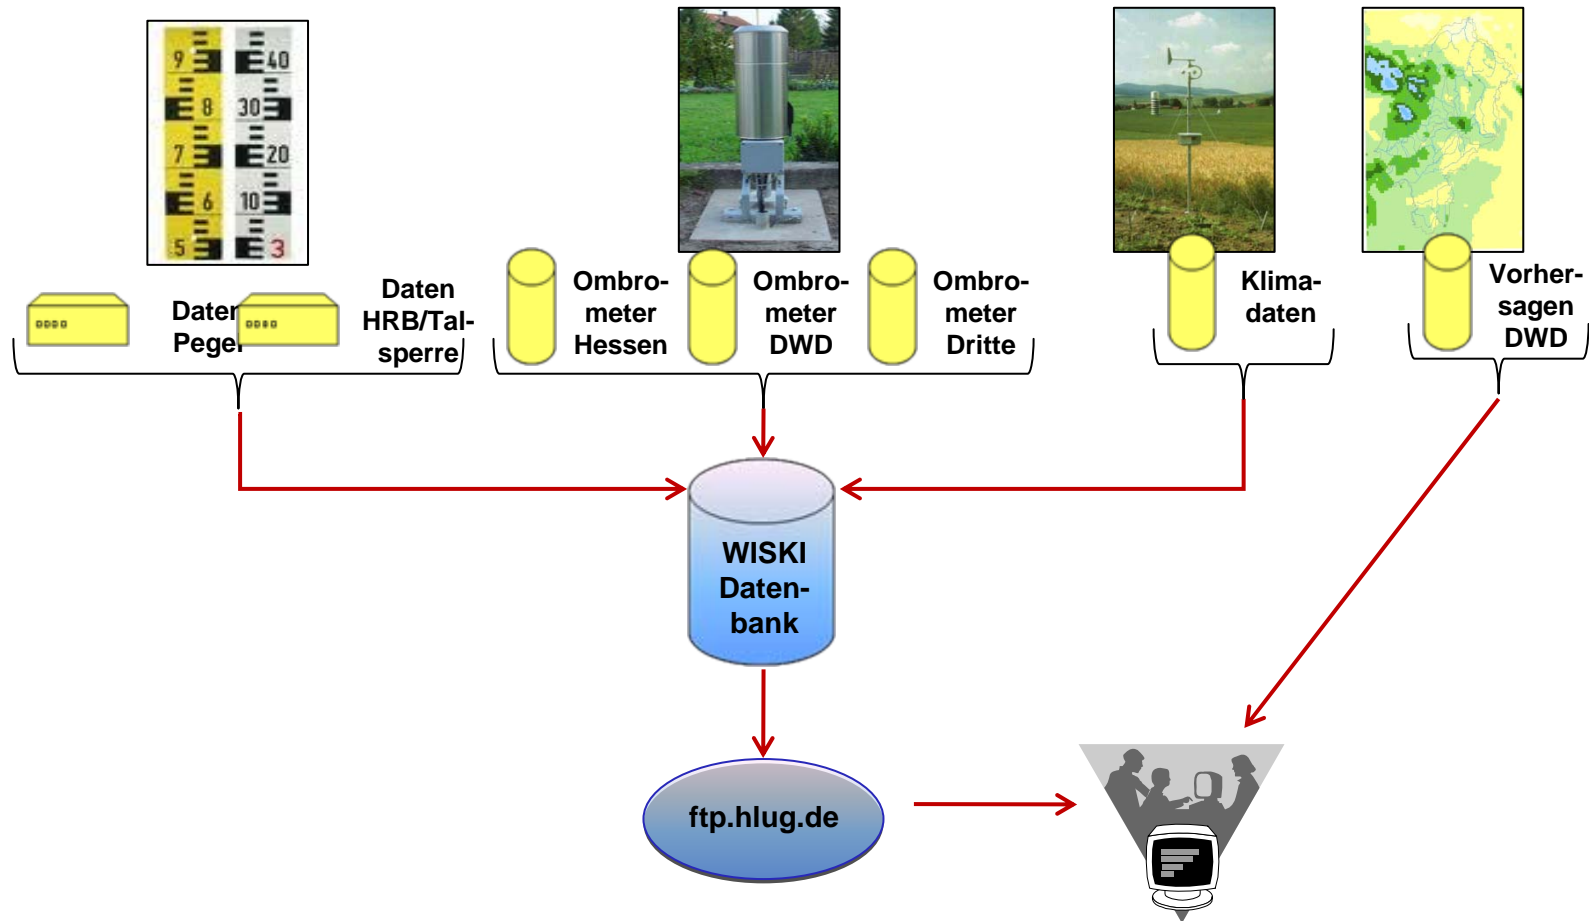 9
40
8
30
7
20
6
10
5
3
Daten
Pegel
Daten
HRB/Tal-
sperre
Ombro-
meter
Hessen
Ombro-
meter
DWD
Ombro-
meter
Dritte
Klima-
daten
Vorher-
sagen
DWD
WISKI
Daten-
bank
ftp.hlug.de